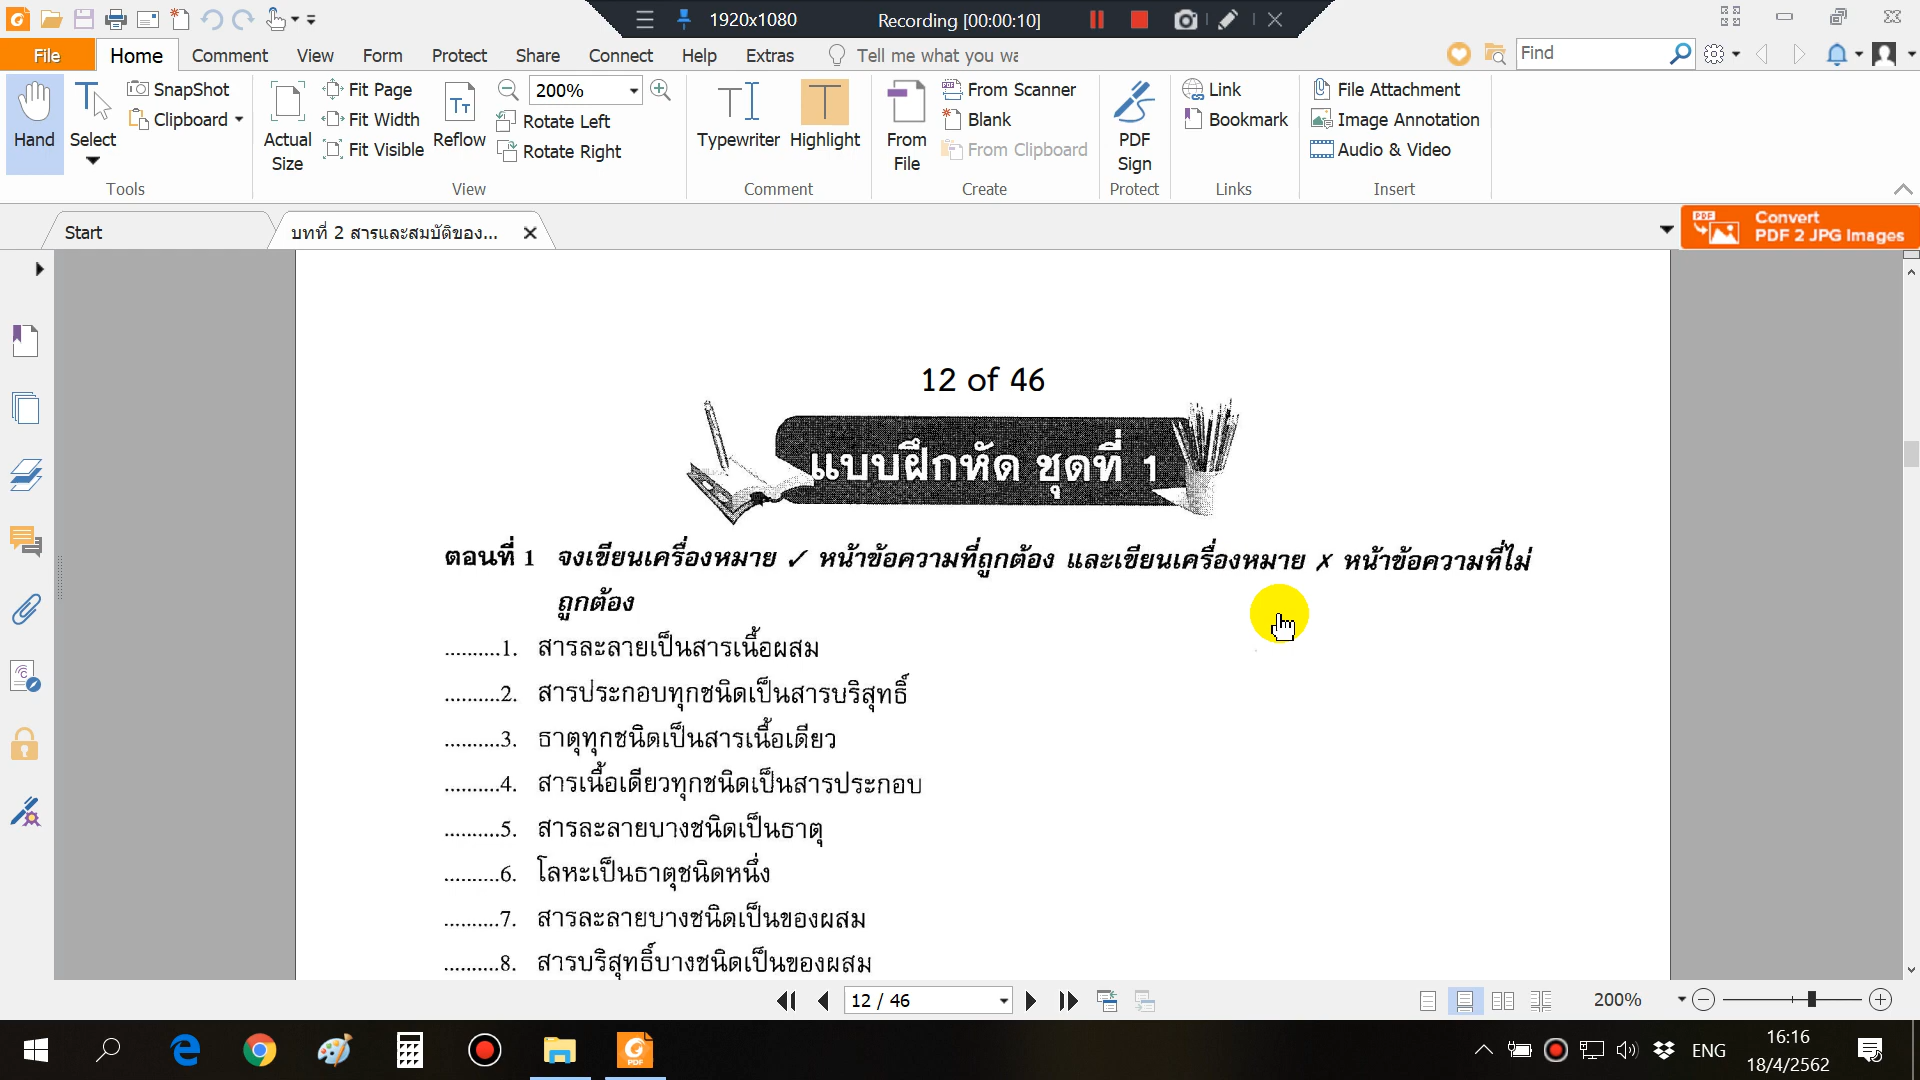 1920x1080
Recording [00:00:10]
File Home Comment View Form Protect Share Connect Help Extras Tell me what you wa
Find
Hand
Select
SnapShot
Clipboard
Tools
Actual Size
Fit Page
Fit Width
Fit Visible
Reflow
200%
Rotate Left
Rotate Right
View
Typewriter
Highlight
Comment
From File
From Scanner
Blank
From Clipboard
Create
PDF Sign
Protect
Link
Bookmark
Links
File Attachment
Image Annotation
Audio & Video
Insert
Start
บทที่ 2 สารและสมบัติของ...
PDF
Convert
PDF 2 JPG Images
12 of 46
แบบฝึกหัด ชุดที่ 1
ตอนที่ 1 จงเขียนเครื่องหมาย ✓ หน้าข้อความที่ถูกต้อง และเขียนเครื่องหมาย ✗ หน้าข้อความที่ไม่
ถูกต้อง
..........1. สารละลายเป็นสารเนื้อผสม
..........2. สารประกอบทุกชนิดเป็นสารบริสุทธิ์
..........3. ธาตุทุกชนิดเป็นสารเนื้อเดียว
..........4. สารเนื้อเดียวทุกชนิดเป็นสารประกอบ
..........5. สารละลายบางชนิดเป็นธาตุ
..........6. โลหะเป็นธาตุชนิดหนึ่ง
..........7. สารละลายบางชนิดเป็นของผสม
..........8. สารบริสุทธิ์บางชนิดเป็นของผสม
12 / 46
200%
ENG
16:16
18/4/2562